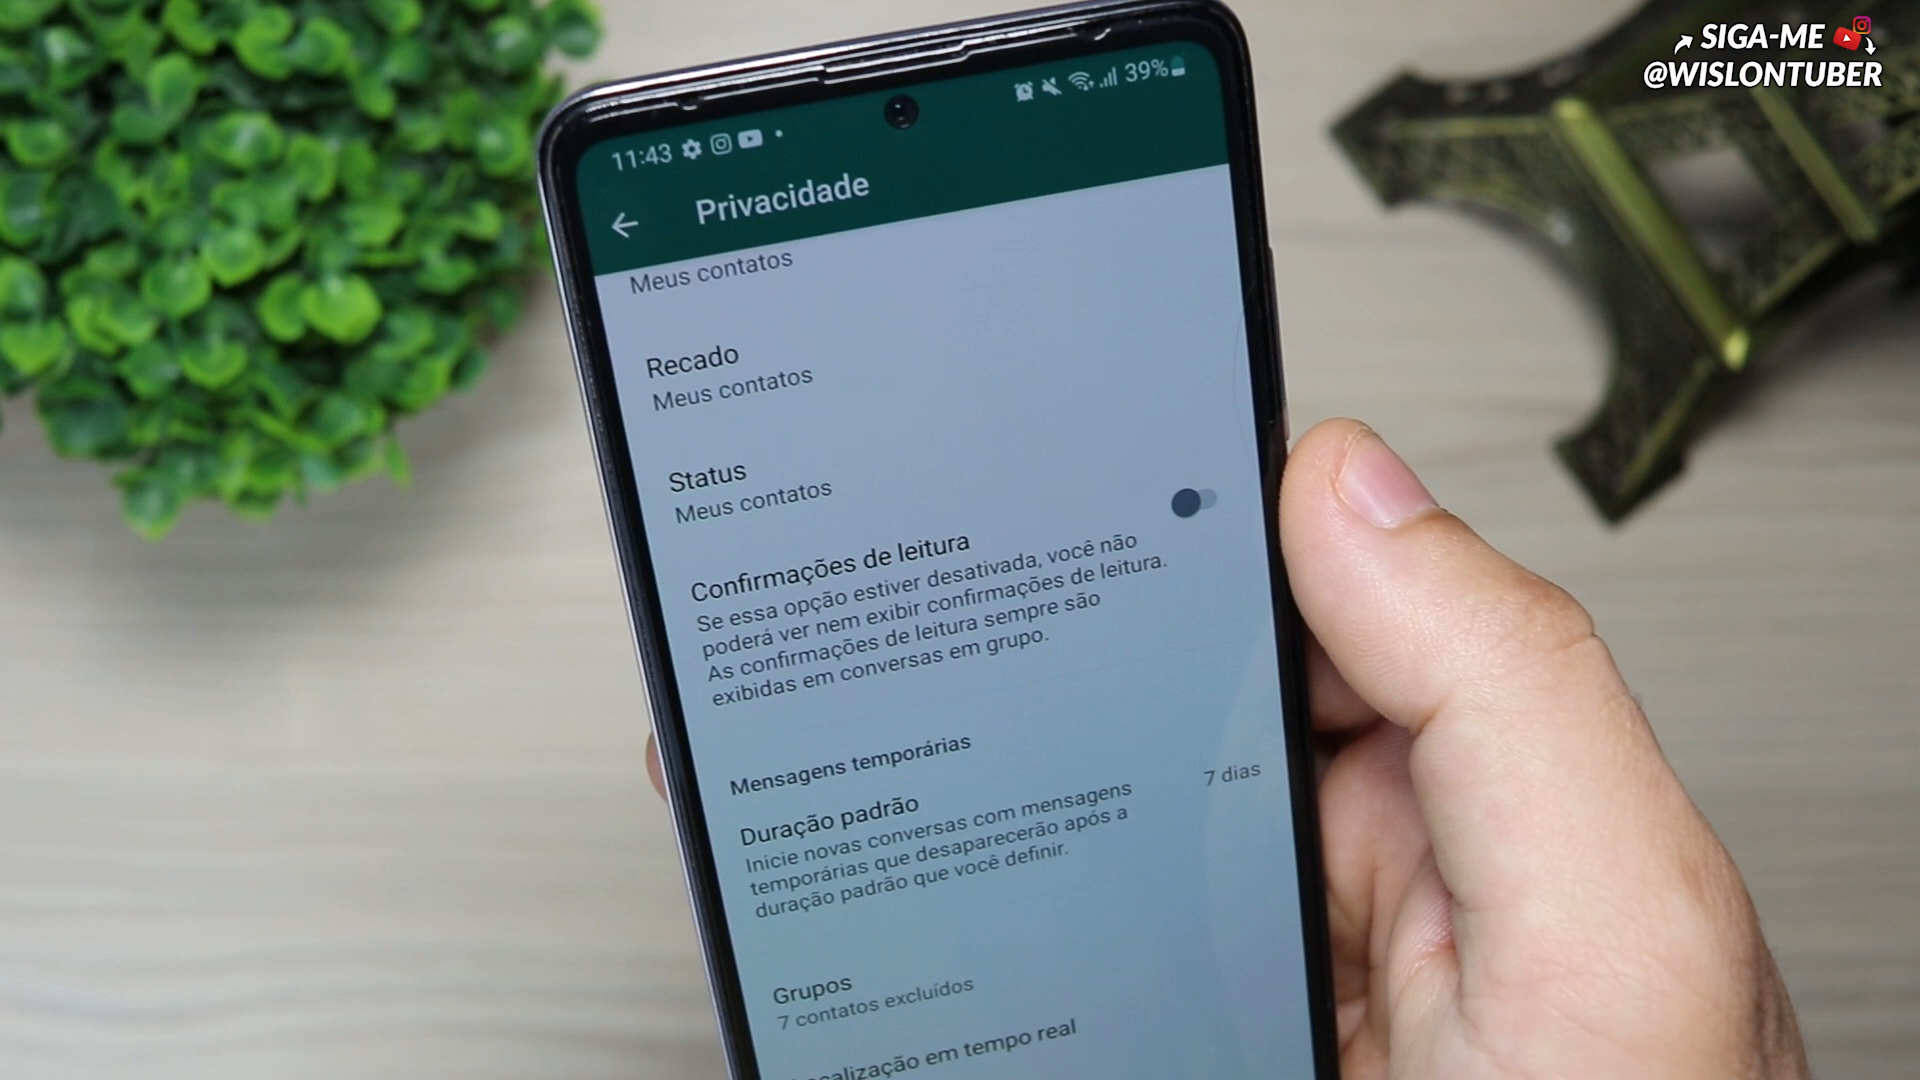 SIGA-ME
@WISLONTUBER
11:43
39%
Privacidade
Meus contatos
Recado
Meus contatos
Status
Meus contatos
Confirmações de leitura
Se essa opção estiver desativada, você não
poderá ver nem exibir confirmações de leitura.
As confirmações de leitura sempre são
exibidas em conversas em grupo.
Mensagens temporárias
Duração padrão
7 dias
Inicie novas conversas com mensagens
temporárias que desaparecerão após a
duração padrão que você definir.
Grupos
7 contatos excluídos
Localização em tempo real